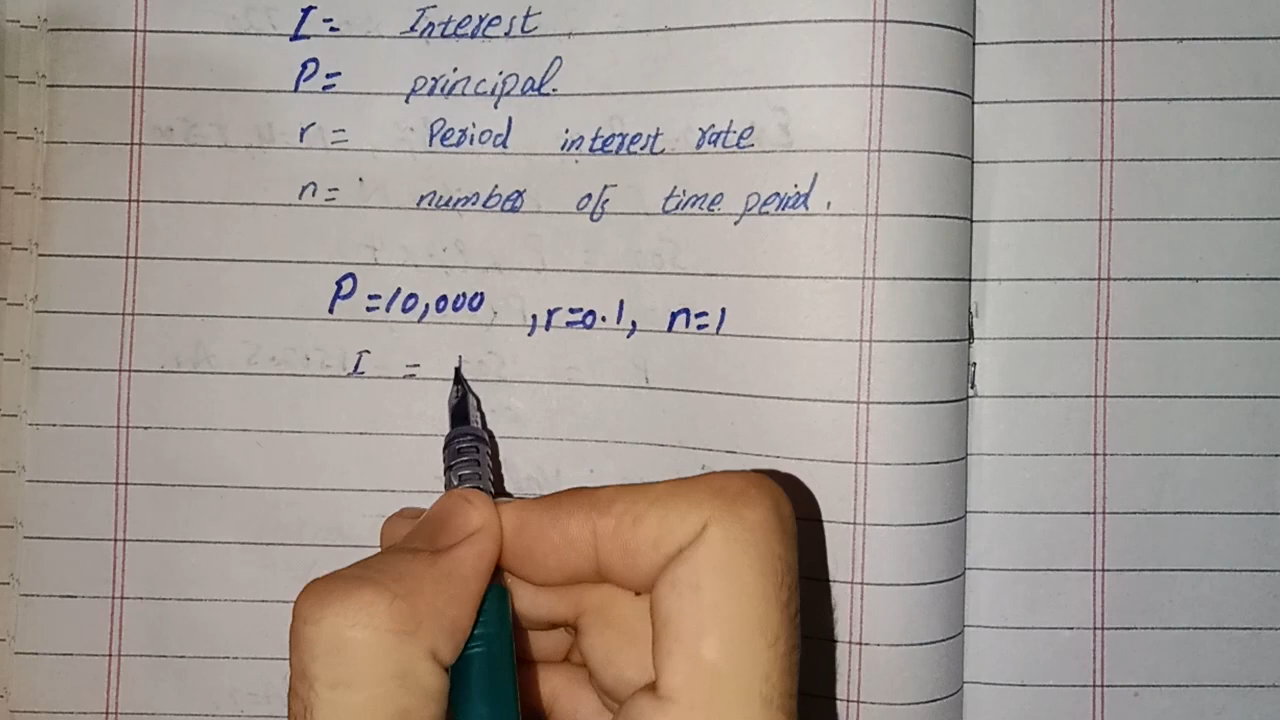 I = Interest
P = principal.
r = Period interest rate
n = number of time period.
P = 10,000 , r = 0.1, n = 1
I =